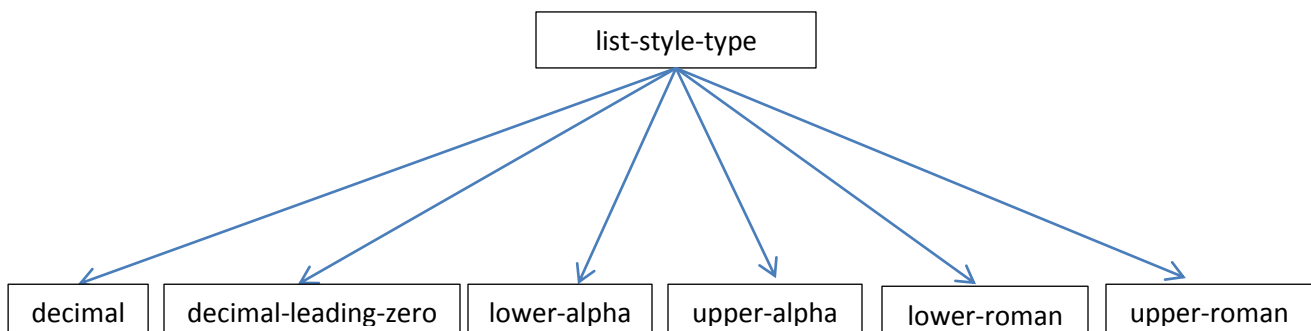 list-style-type
decimal
decimal-leading-zero
lower-alpha
upper-alpha
lower-roman
upper-roman